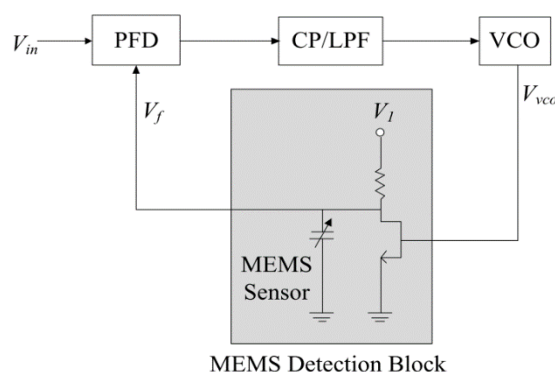 V_in
PFD
CP/LPF
VCO
V_f
V_vco
V_1
MEMS
Sensor
MEMS Detection Block